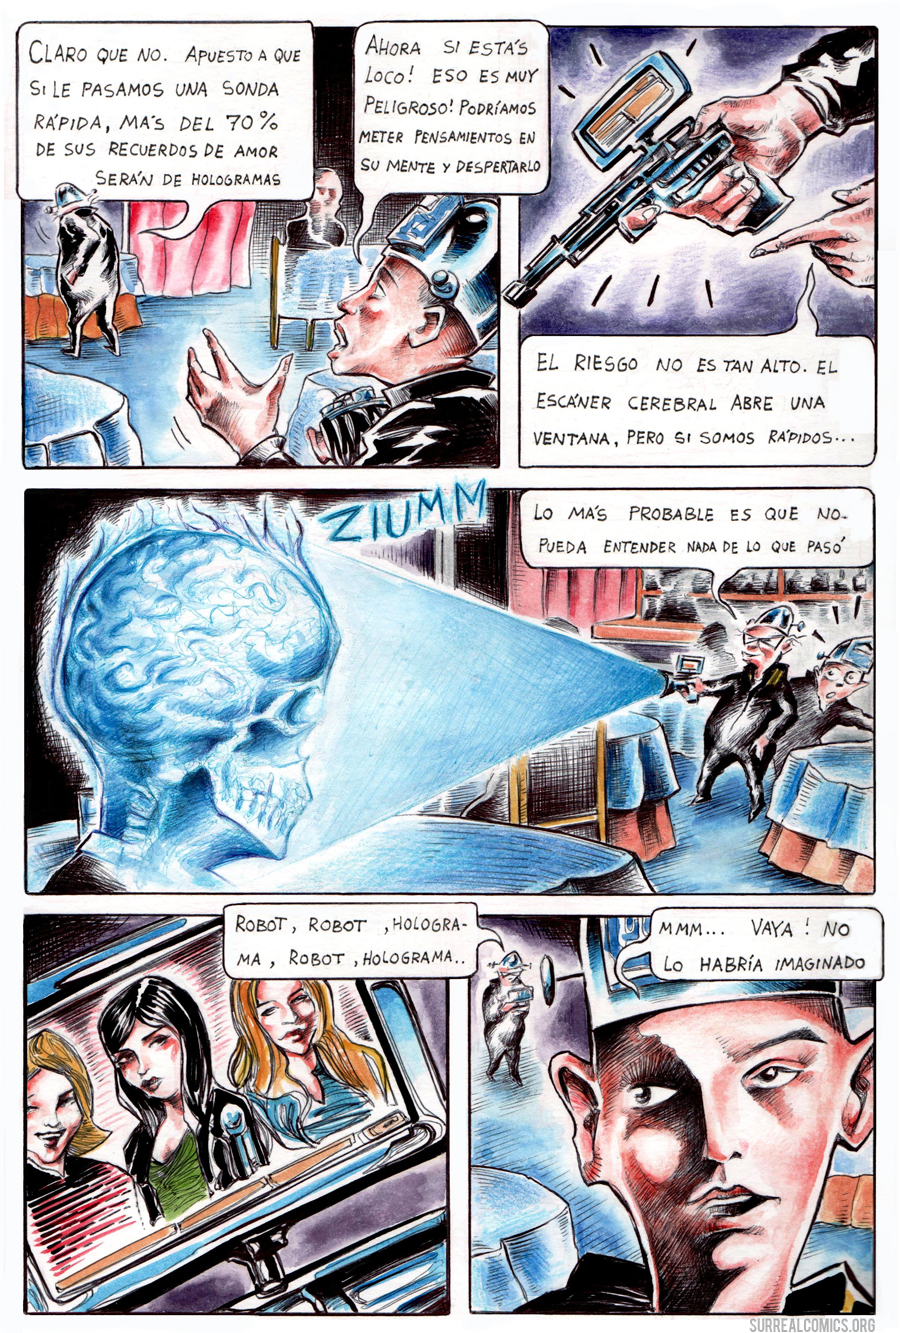 CLARO QUE NO. APUESTO A QUE
SI LE PASAMOS UNA SONDA
RÁPIDA, MÁS DEL 70%
DE SUS RECUERDOS DE AMOR
SERÁN DE HOLOGRAMAS
AHORA SI ESTÁS
LOCO! ESO ES MUY
PELIGROSO! PODRÍAMOS
METER PENSAMIENTOS EN
SU MENTE Y DESPERTARLO
EL RIESGO NO ES TAN ALTO. EL
ESCÁNER CEREBRAL ABRE UNA
VENTANA, PERO SI SOMOS RÁPIDOS...
ZIUMM
LO MÁS PROBABLE ES QUE NO-
PUEDA ENTENDER NADA DE LO QUE PASÓ
ROBOT, ROBOT, HOLOGRA-
MA, ROBOT, HOLOGRAMA..
MMM... VAYA! NO
LO HABRÍA IMAGINADO
SURREALCOMICS.ORG